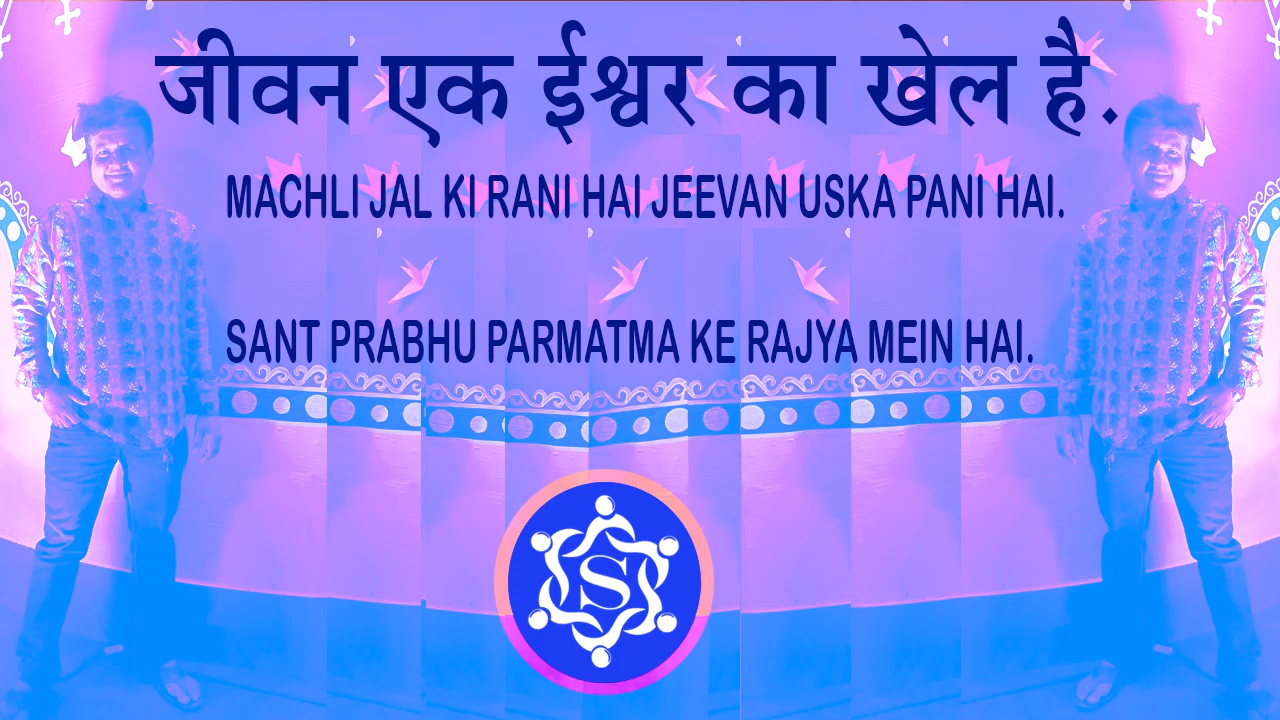 जीवन एक ईश्वर का खेल है.
MACHLI JAL KI RANI HAI JEEVAN USKA PANI HAI.
SANT PRABHU PARMATMA KE RAJYA MEIN HAI.
S